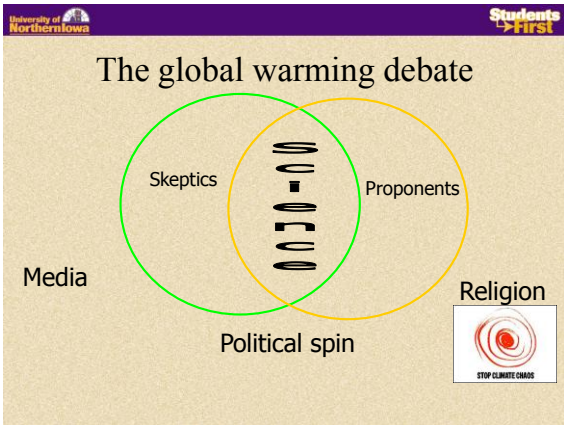 University of
Northern Iowa
Students
First
The global warming debate
Skeptics
Science
Proponents
Media
Religion
Political spin
STOP CLIMATE CHAOS